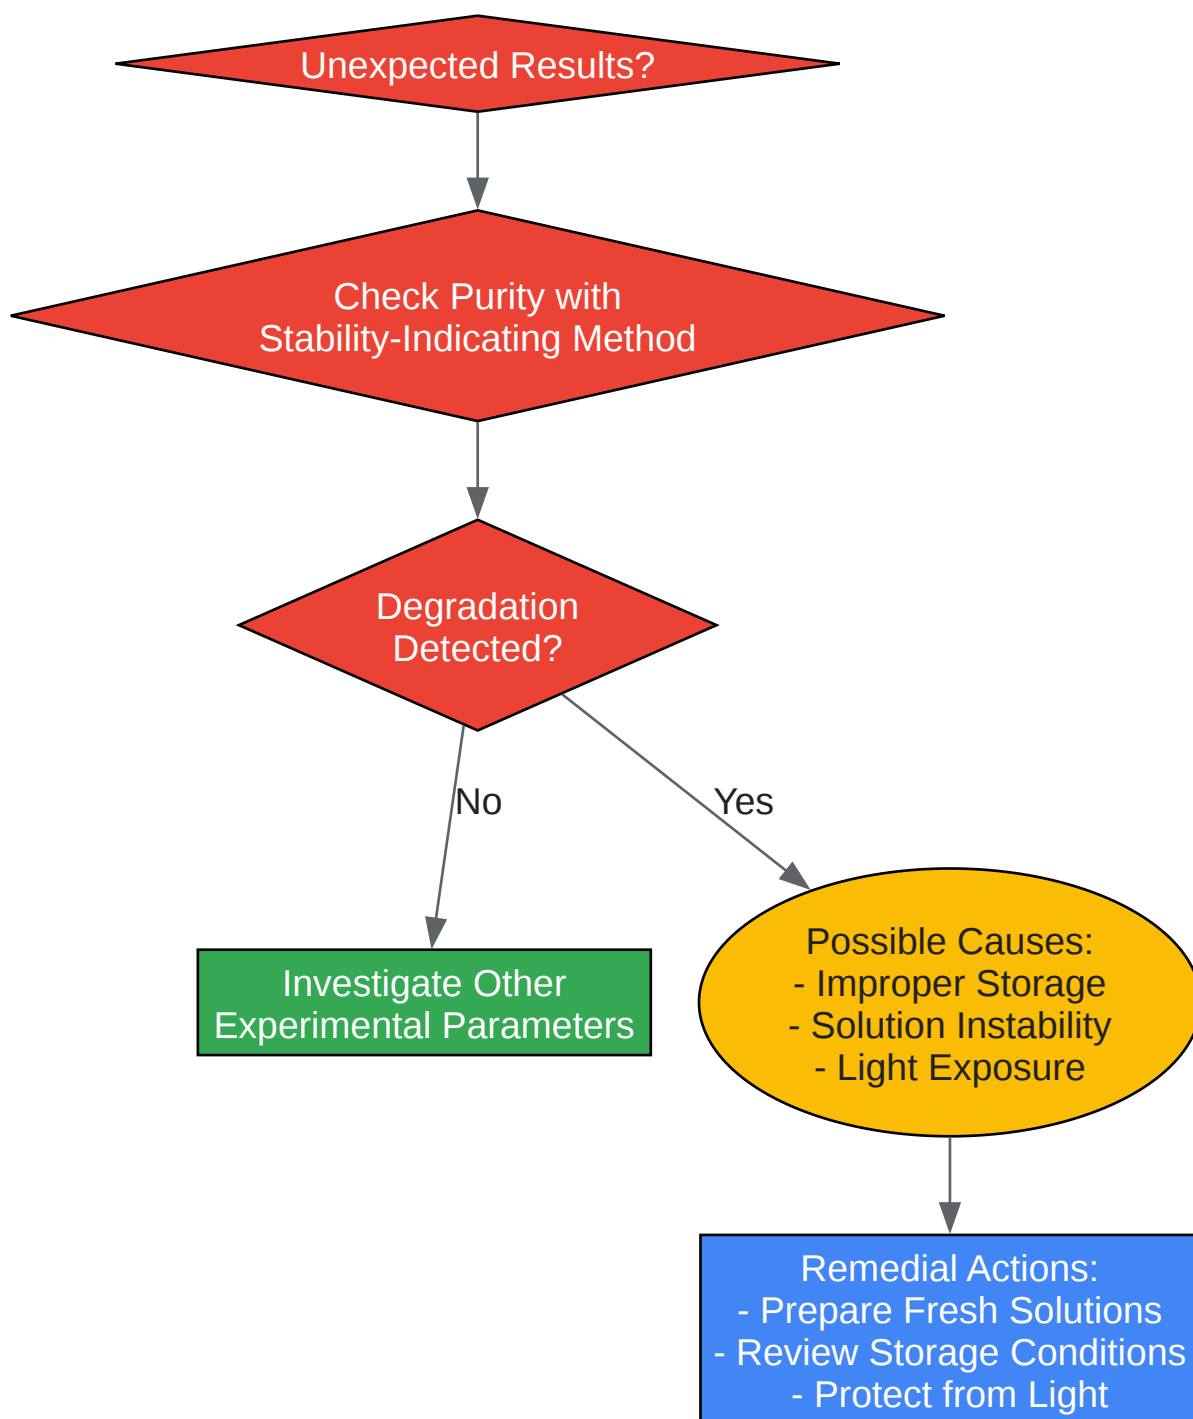 Unexpected Results?
Check Purity with
Stability-Indicating Method
Degradation
Detected?
No
Yes
Investigate Other
Experimental Parameters
Possible Causes:
- Improper Storage
- Solution Instability
- Light Exposure
Remedial Actions:
- Prepare Fresh Solutions
- Review Storage Conditions
- Protect from Light